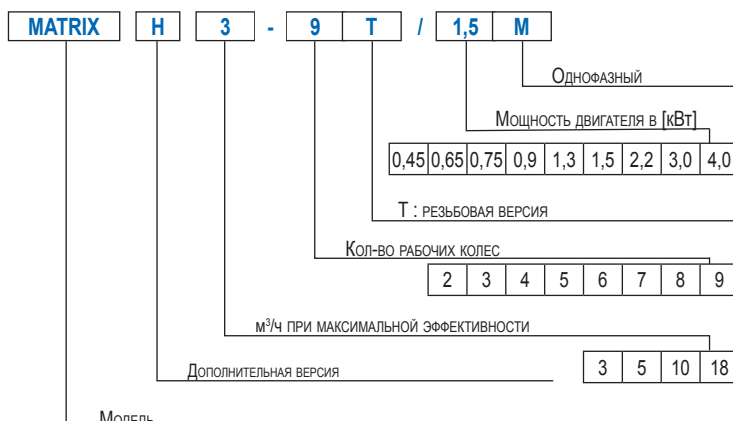 MATRIX H 3 - 9 T / 1,5 M
Однофазный
Мощность двигателя в [кВт]
0,45 0,65 0,75 0,9 1,3 1,5 2,2 3,0 4,0
Т : резьбовая версия
Кол-во рабочих колес
2 3 4 5 6 7 8 9
м³/ч при максимальной эффективности
3 5 10 18
Дополнительная версия
Модель